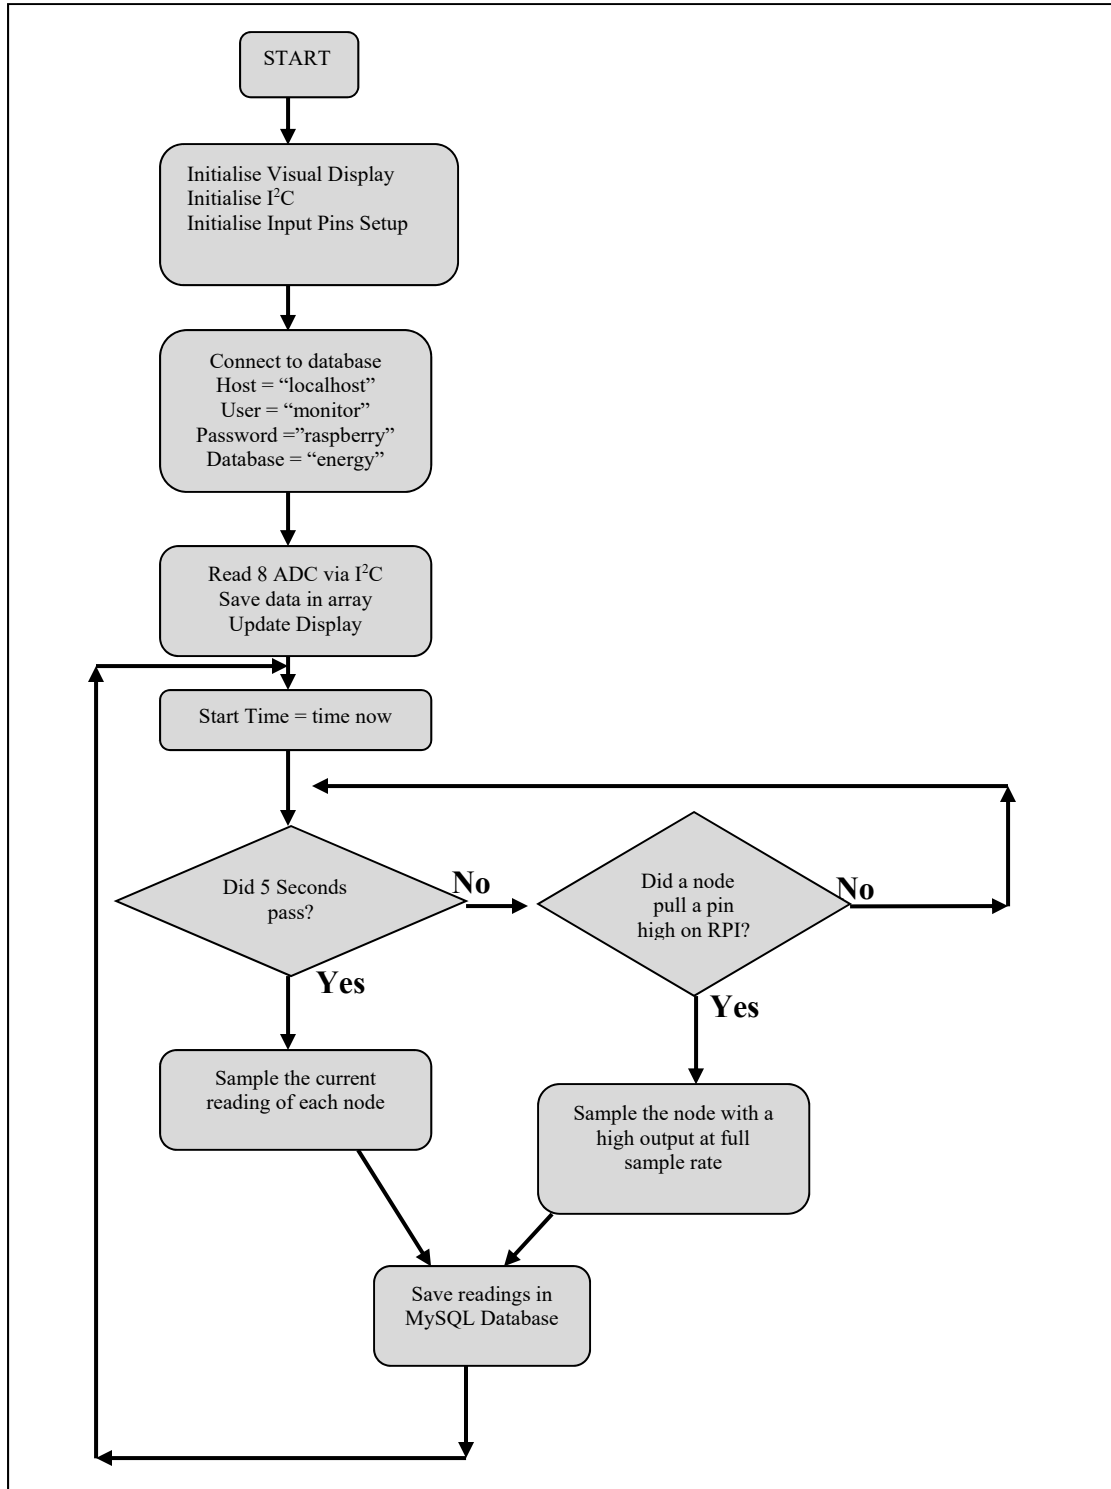 START
Initialise Visual Display
Initialise I²C
Initialise Input Pins Setup
Connect to database
Host = “localhost”
User = “monitor”
Password =”raspberry”
Database = “energy”
Read 8 ADC via I²C
Save data in array
Update Display
Start Time = time now
Did 5 Seconds
pass?
No
Did a node
pull a pin
high on RPI?
No
Yes
Yes
Sample the current
reading of each node
Sample the node with a
high output at full
sample rate
Save readings in
MySQL Database